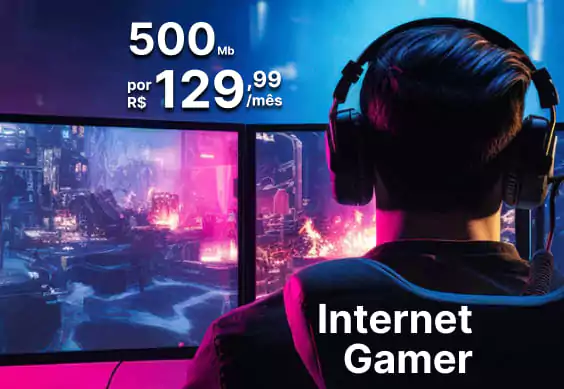 500 Mb
por
R$ 129,99
/mês
Internet
Gamer